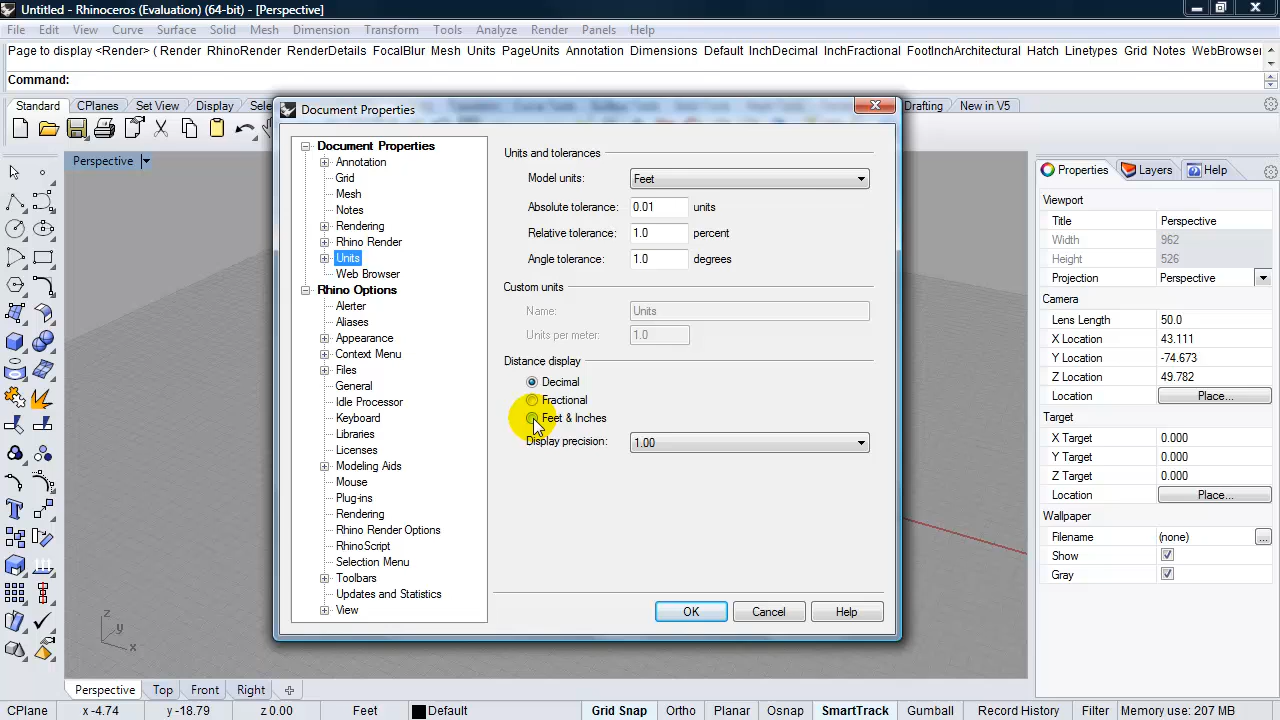 Untitled - Rhinoceros (Evaluation) (64-bit) - [Perspective]
File Edit View Curve Surface Solid Mesh Dimension Transform Tools Analyze Render Panels Help
Page to display <Render> ( Render RhinoRender RenderDetails FocalBlur Mesh Units PageUnits Annotation Dimensions Default InchDecimal InchFractional FootInchArchitectural Hatch Linetypes Grid Notes WebBrowser
Command:
Standard CPlanes Set View Display Drafting New in V5
Document Properties
Perspective
Document Properties
Annotation
Grid
Mesh
Notes
Rendering
Rhino Render
Units
Web Browser
Rhino Options
Alerter
Aliases
Appearance
Context Menu
Files
General
Idle Processor
Keyboard
Libraries
Licenses
Modeling Aids
Mouse
Plug-ins
Rendering
Rhino Render Options
RhinoScript
Selection Menu
Toolbars
Updates and Statistics
View
Units and tolerances
Model units: Feet
Absolute tolerance: 0.01 units
Relative tolerance: 1.0 percent
Angle tolerance: 1.0 degrees
Custom units
Name: Units
Units per meter: 1.0
Distance display
Decimal
Fractional
Feet & Inches
Display precision: 1.00
OK Cancel Help
Properties Layers Help
Viewport
Title Perspective
Width 962
Height 526
Projection Perspective
Camera
Lens Length 50.0
X Location 43.111
Y Location -74.673
Z Location 49.782
Location Place...
Target
X Target 0.000
Y Target 0.000
Z Target 0.000
Location Place...
Wallpaper
Filename (none) ...
Show
Gray
z
y
x
Perspective Top Front Right
CPlane x -4.74 y -18.79 z 0.00 Feet Default Grid Snap Ortho Planar Osnap SmartTrack Gumball Record History Filter Memory use: 207 MB